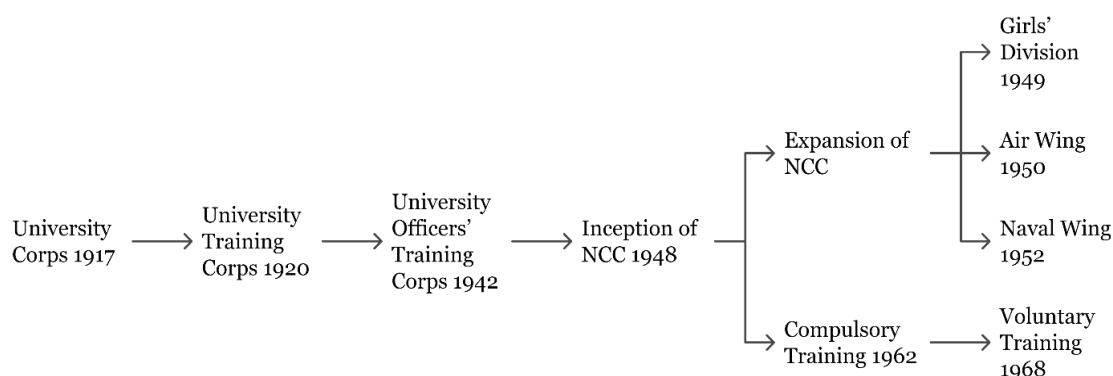 University
Corps 1917
University
Training
Corps 1920
University
Officers’
Training
Corps 1942
Inception of
NCC 1948
Expansion of
NCC
Girls’
Division
1949
Air Wing
1950
Naval Wing
1952
Compulsory
Training 1962
Voluntary
Training
1968